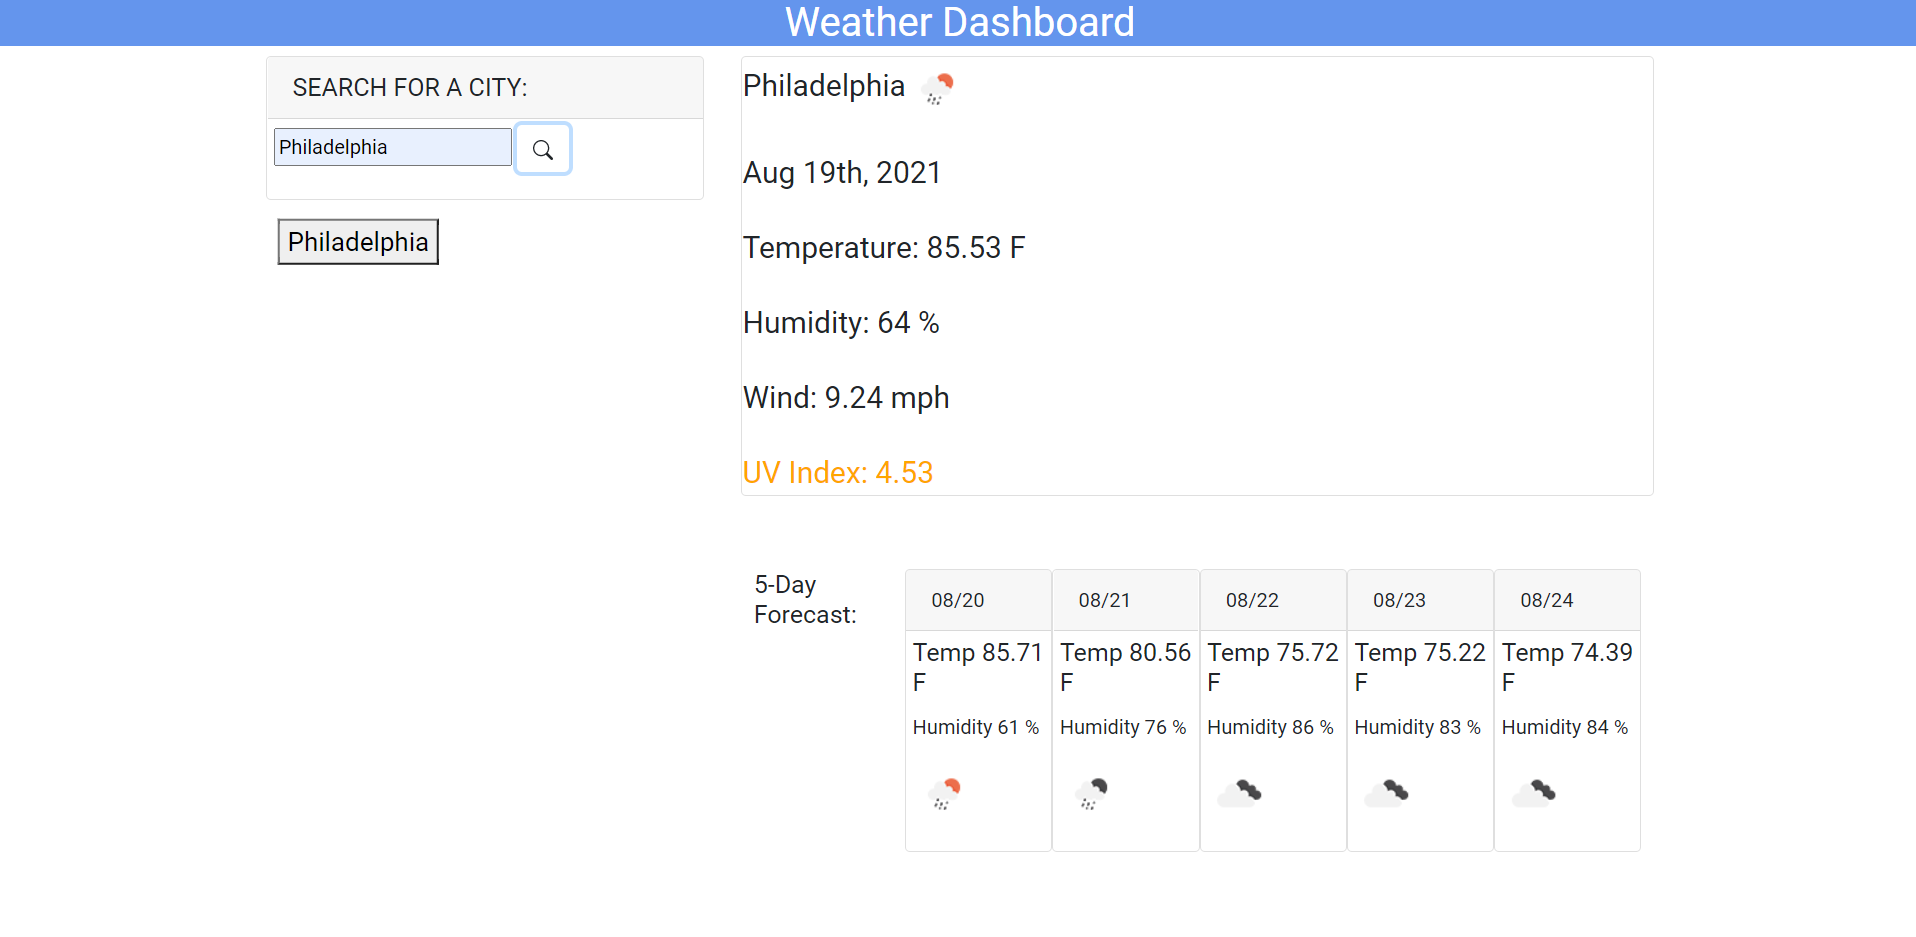 Weather Dashboard
SEARCH FOR A CITY:
Philadelphia
Philadelphia
Philadelphia
Aug 19th, 2021
Temperature: 85.53 F
Humidity: 64 %
Wind: 9.24 mph
UV Index: 4.53
5-Day
Forecast:
08/20
Temp 85.71
F
Humidity 61 %
08/21
Temp 80.56
F
Humidity 76 %
08/22
Temp 75.72
F
Humidity 86 %
08/23
Temp 75.22
F
Humidity 83 %
08/24
Temp 74.39
F
Humidity 84 %